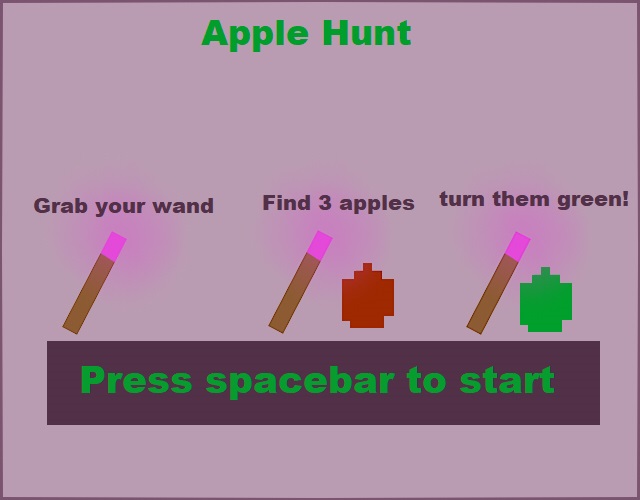 Apple Hunt
Grab your wand
Find 3 apples
turn them green!
Press spacebar to start